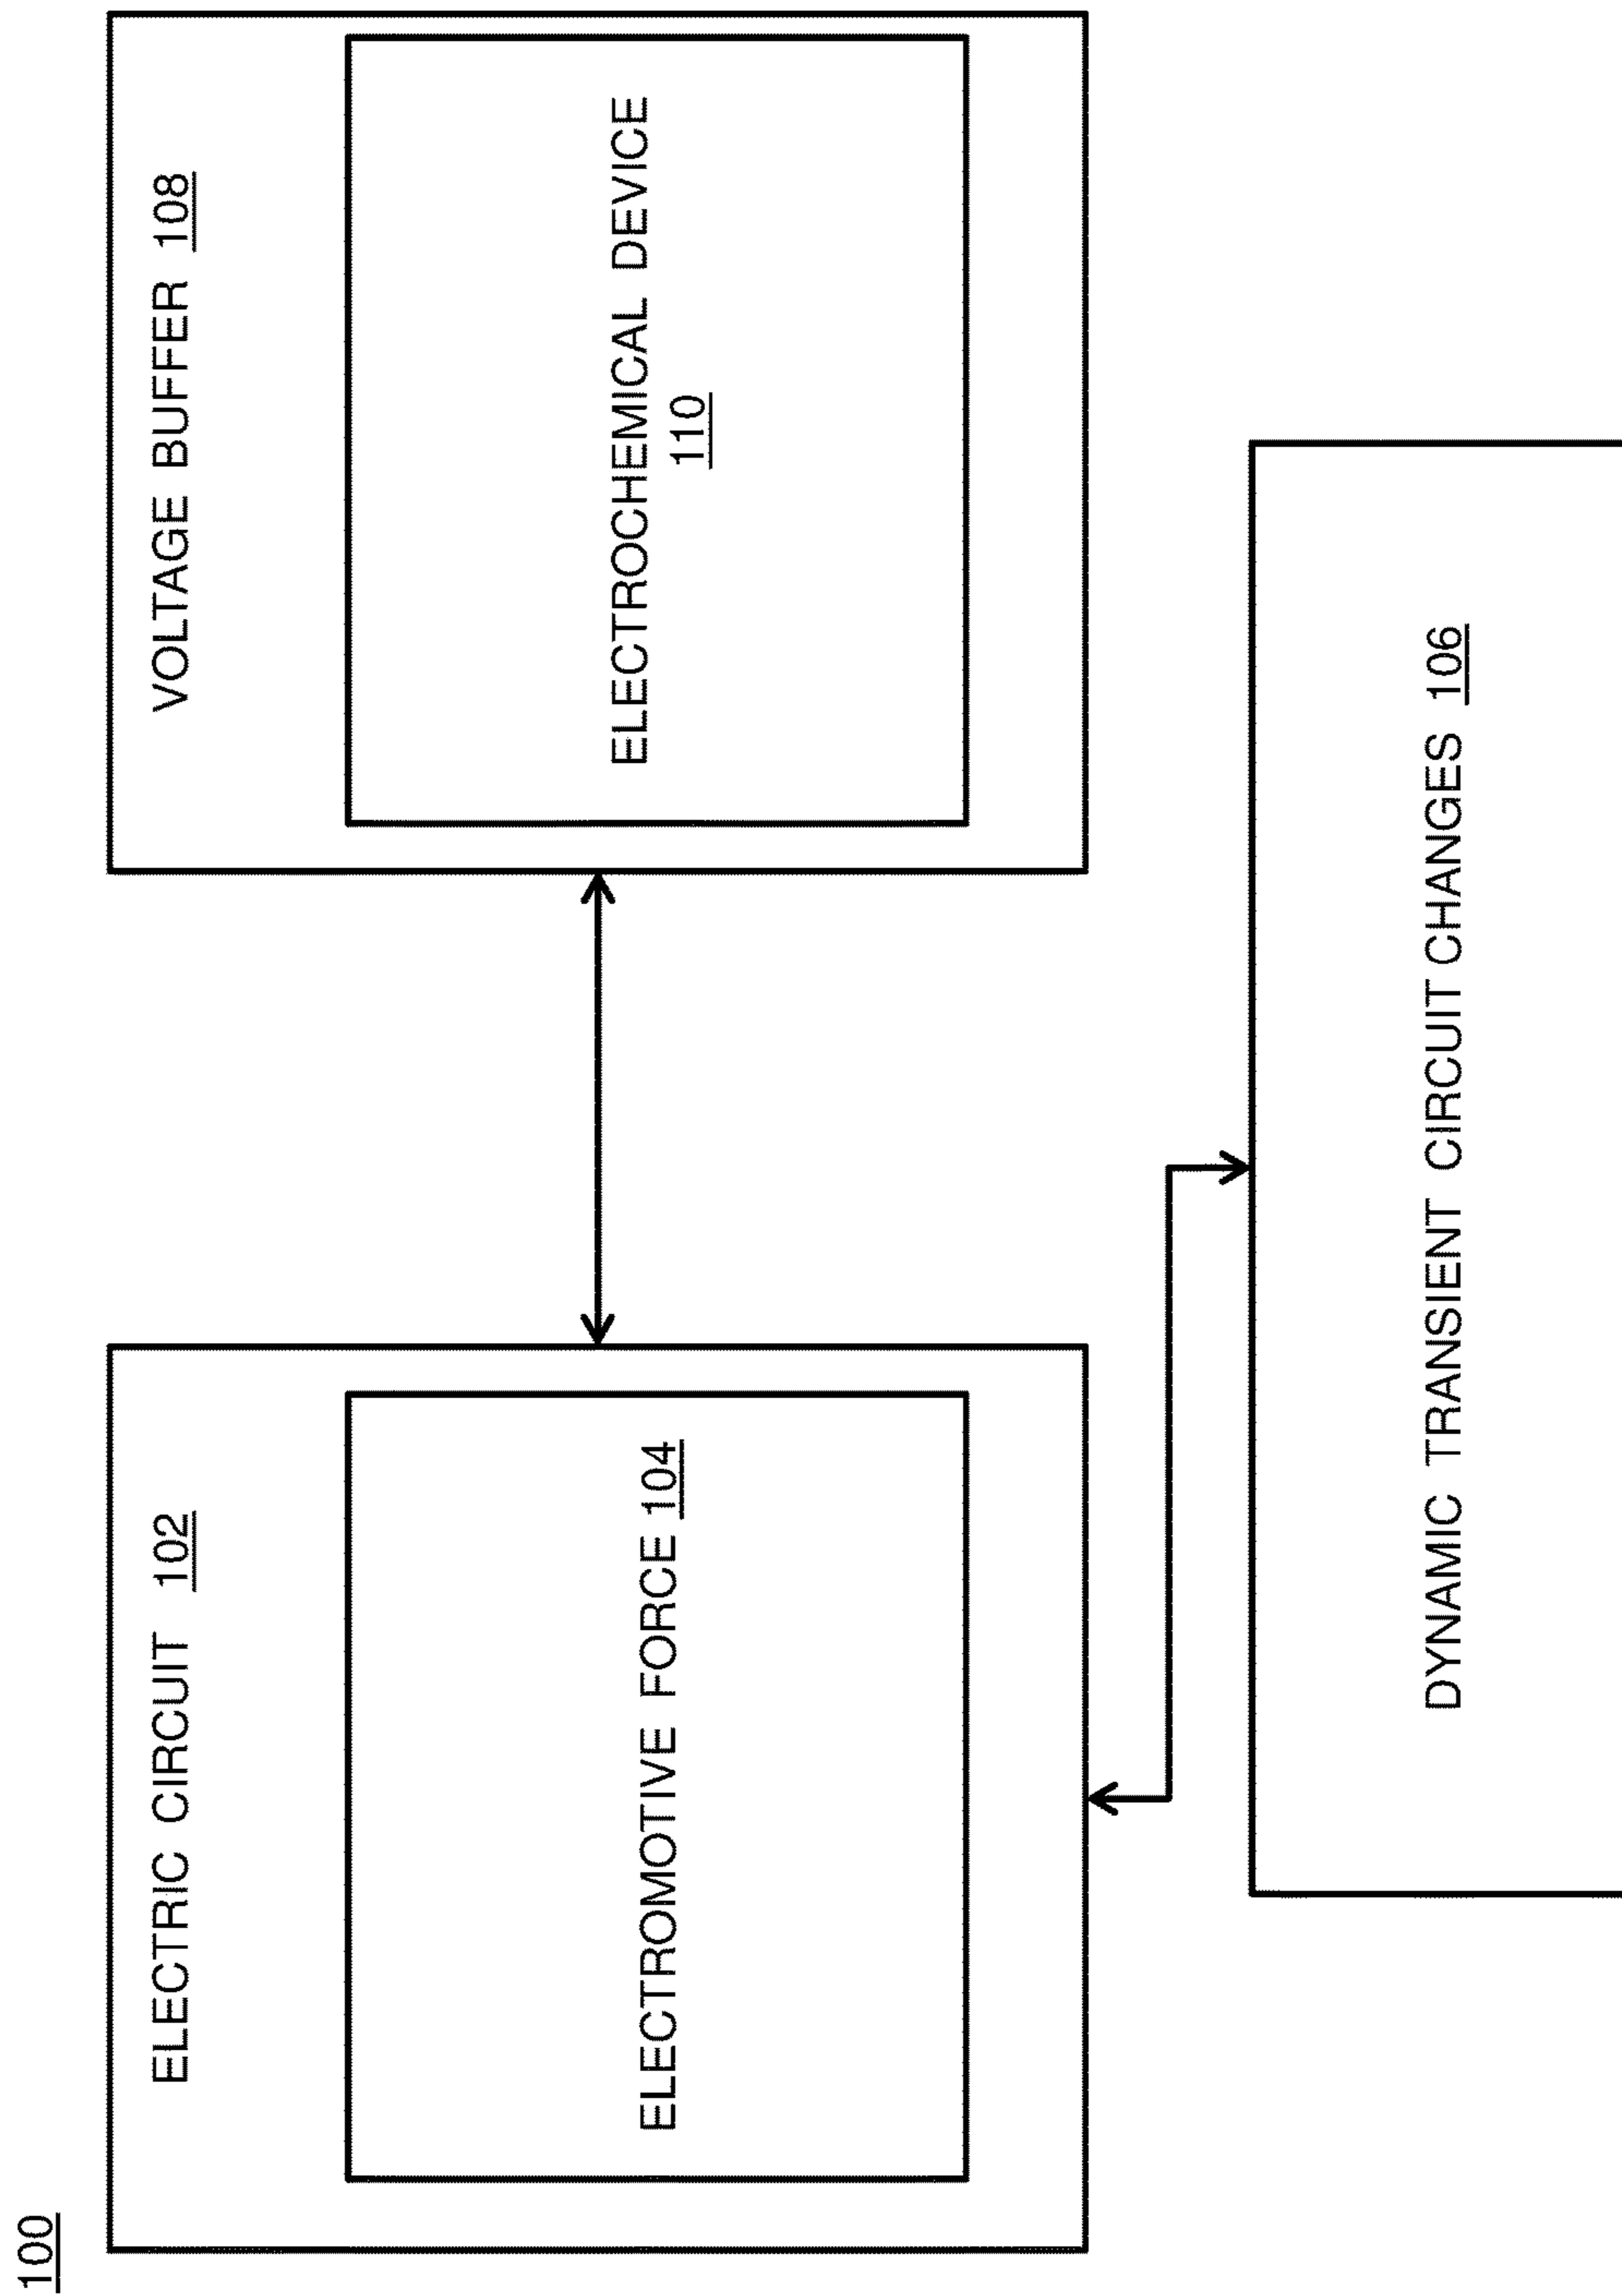 100
ELECTRIC CIRCUIT 102
ELECTROMOTIVE FORCE 104
VOLTAGE BUFFER 108
ELECTROCHEMICAL DEVICE
110
DYNAMIC TRANSIENT CIRCUIT CHANGES 106